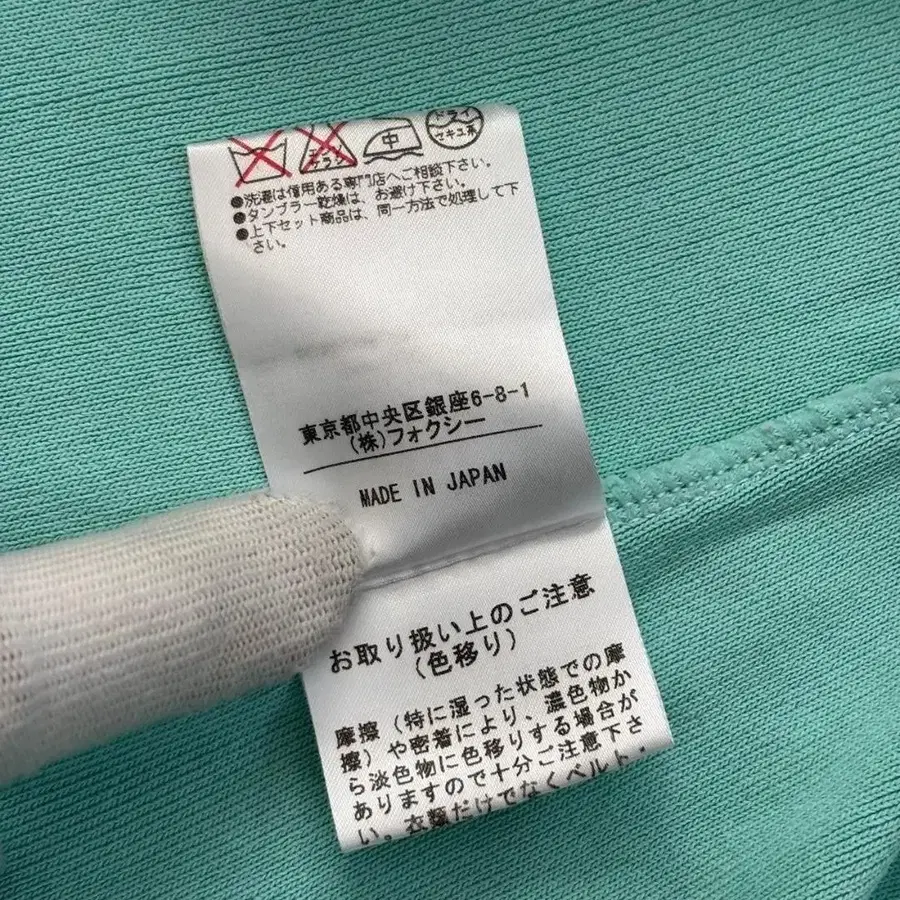 エンソ
サラシ
中
ドライ
セキユ系
●洗濯は信用ある専門店へご相談下さい。
●タンブラー乾燥は、お避け下さい。
●上下セット商品は、同一方法で処理して下
さい。
東京都中央区銀座6-8-1
(株)フォクシー
MADE IN JAPAN
お取り扱い上のご注意
(色移り)
摩擦(特に湿った状態での摩
擦)や密着により、濃色物か
ら淡色物に色移りする場合が
ありますので十分ご注意下さ
い。衣類だけでなくベルト・